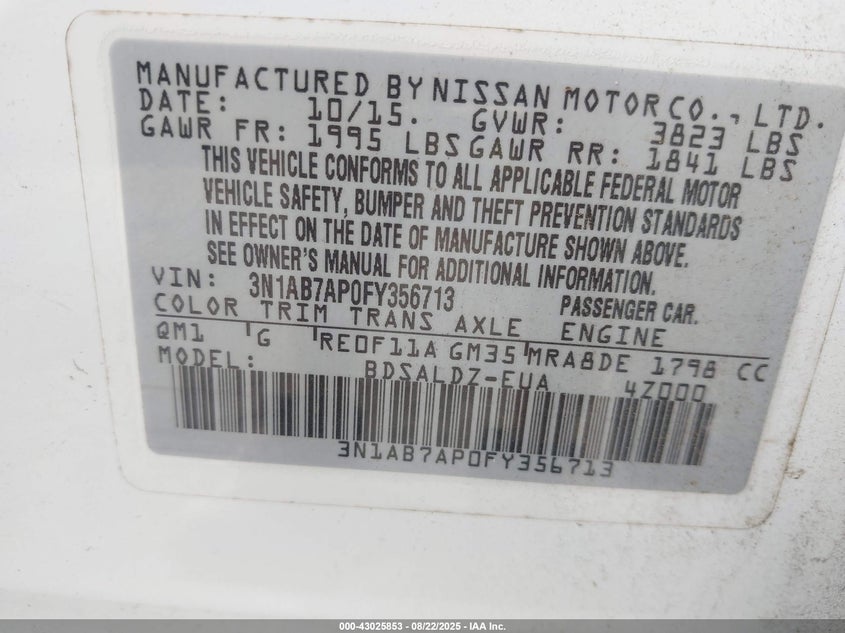 MANUFACTURED BY NISSAN MOTOR CO., LTD.
DATE: 10/15. GVWR: 3823 LBS
GAWR FR: 1995 LBS GAWR RR: 1841 LBS
THIS VEHICLE CONFORMS TO ALL APPLICABLE FEDERAL MOTOR
VEHICLE SAFETY, BUMPER AND THEFT PREVENTION STANDARDS
IN EFFECT ON THE DATE OF MANUFACTURE SHOWN ABOVE.
SEE OWNER'S MANUAL FOR ADDITIONAL INFORMATION.
VIN: 3N1AB7AP0FY356713 PASSENGER CAR.
COLOR TRIM TRANS AXLE ENGINE
QM1 G RE0F11A GM35 MRA8DE 1798 CC
MODEL: BDSALDZ-EUA 4Z000
3N1AB7AP0FY356713
000-43025853 - 08/22/2025 - IAA Inc.